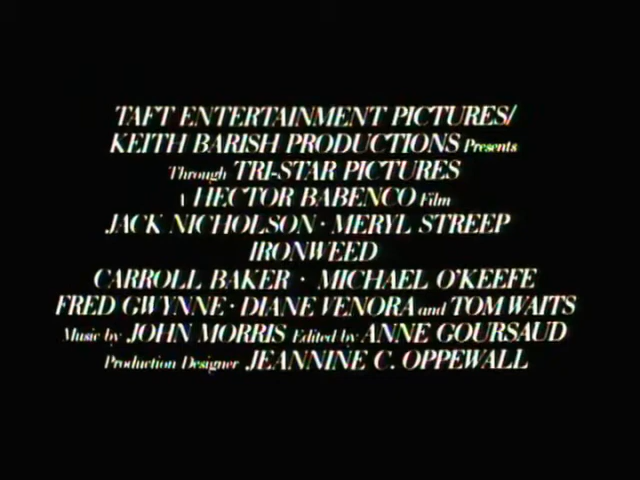 TAFT ENTERTAINMENT PICTURES/
KEITH BARISH PRODUCTIONS Presents
Through TRI-STAR PICTURES
A HECTOR BABENCO Film
JACK NICHOLSON · MERYL STREEP
IRONWEED
CARROLL BAKER · MICHAEL O'KEEFE
FRED GWYNNE · DIANE VENORA and TOM WAITS
Music by JOHN MORRIS Edited by ANNE GOURSAUD
Production Designer JEANNINE C. OPPEWALL